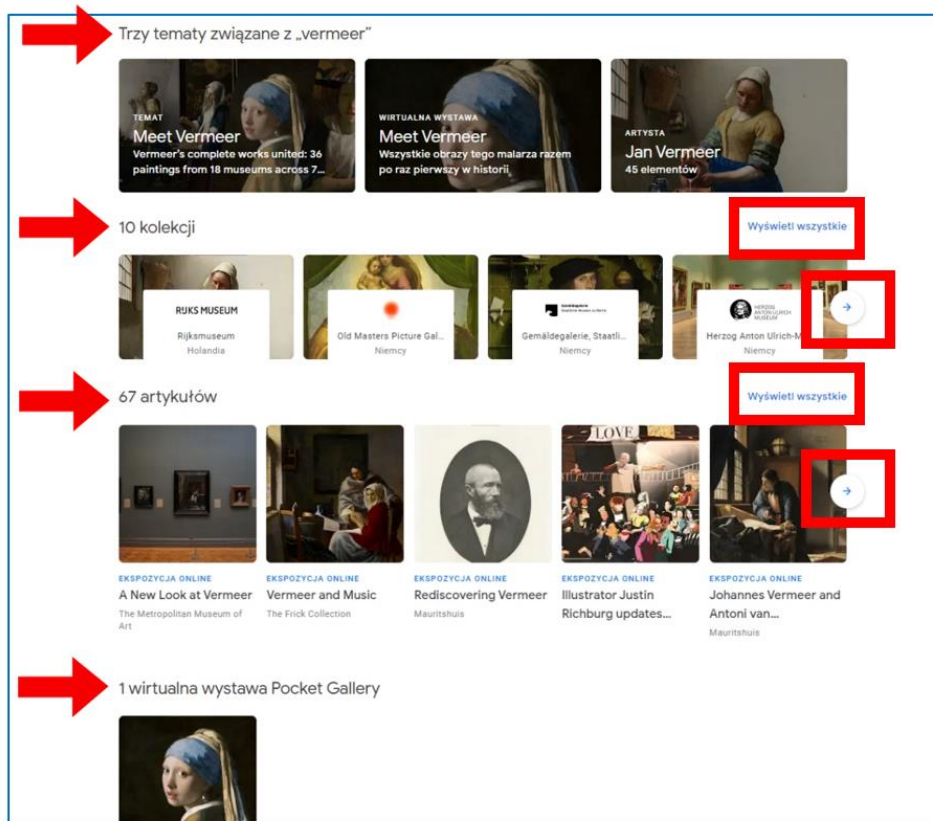 Trzy tematy związane z „vermeer”
TEMAT
Meet Vermeer
Vermeer's complete works united: 36
paintings from 18 museums across 7...
WIRTUALNA WYSTAWA
Meet Vermeer
Wszystkie obrazy tego malarza razem
po raz pierwszy w historii
ARTYSTA
Jan Vermeer
45 elementów
10 kolekcji
Wyświetl wszystkie
RIJKS MUSEUM
Rijksmuseum
Holandia
Old Masters Picture Gal...
Niemcy
Gemäldegalerie
Gemäldegalerie, Staatli...
Niemcy
HERZOG
ANTON ULRICH
MUSEUM
Herzog Anton Ulrich-M
Niemcy
67 artykułów
Wyświetl wszystkie
LOVE
EKSPOZYCJA ONLINE
A New Look at Vermeer
The Metropolitan Museum of
Art
EKSPOZYCJA ONLINE
Vermeer and Music
The Frick Collection
EKSPOZYCJA ONLINE
Rediscovering Vermeer
Mauritshuis
EKSPOZYCJA ONLINE
Illustrator Justin
Richburg updates...
EKSPOZYCJA ONLINE
Johannes Vermeer and
Antoni van...
Mauritshuis
1 wirtualna wystawa Pocket Gallery